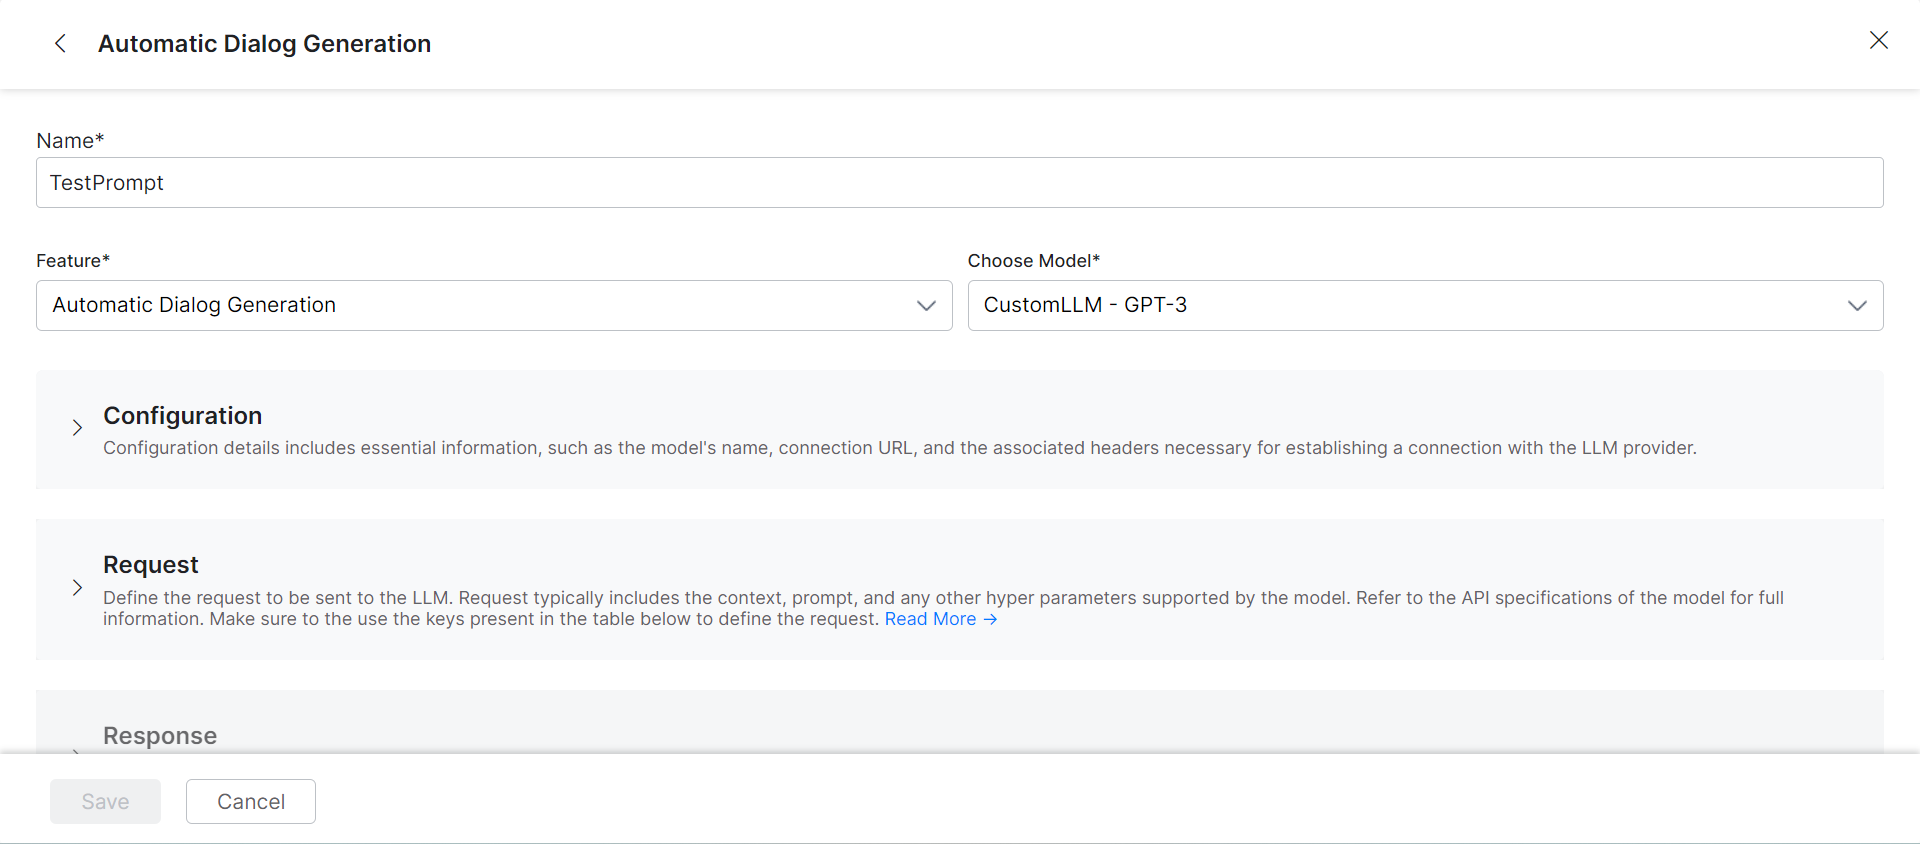 Automatic Dialog Generation
Name*
TestPrompt
Feature*
Choose Model*
Automatic Dialog Generation
CustomLLM - GPT-3
Configuration
Configuration details includes essential information, such as the model's name, connection URL, and the associated headers necessary for establishing a connection with the LLM provider.
Request
Define the request to be sent to the LLM. Request typically includes the context, prompt, and any other hyper parameters supported by the model. Refer to the API specifications of the model for full
information. Make sure to the use the keys present in the table below to define the request. Read More →
Response
Save
Cancel